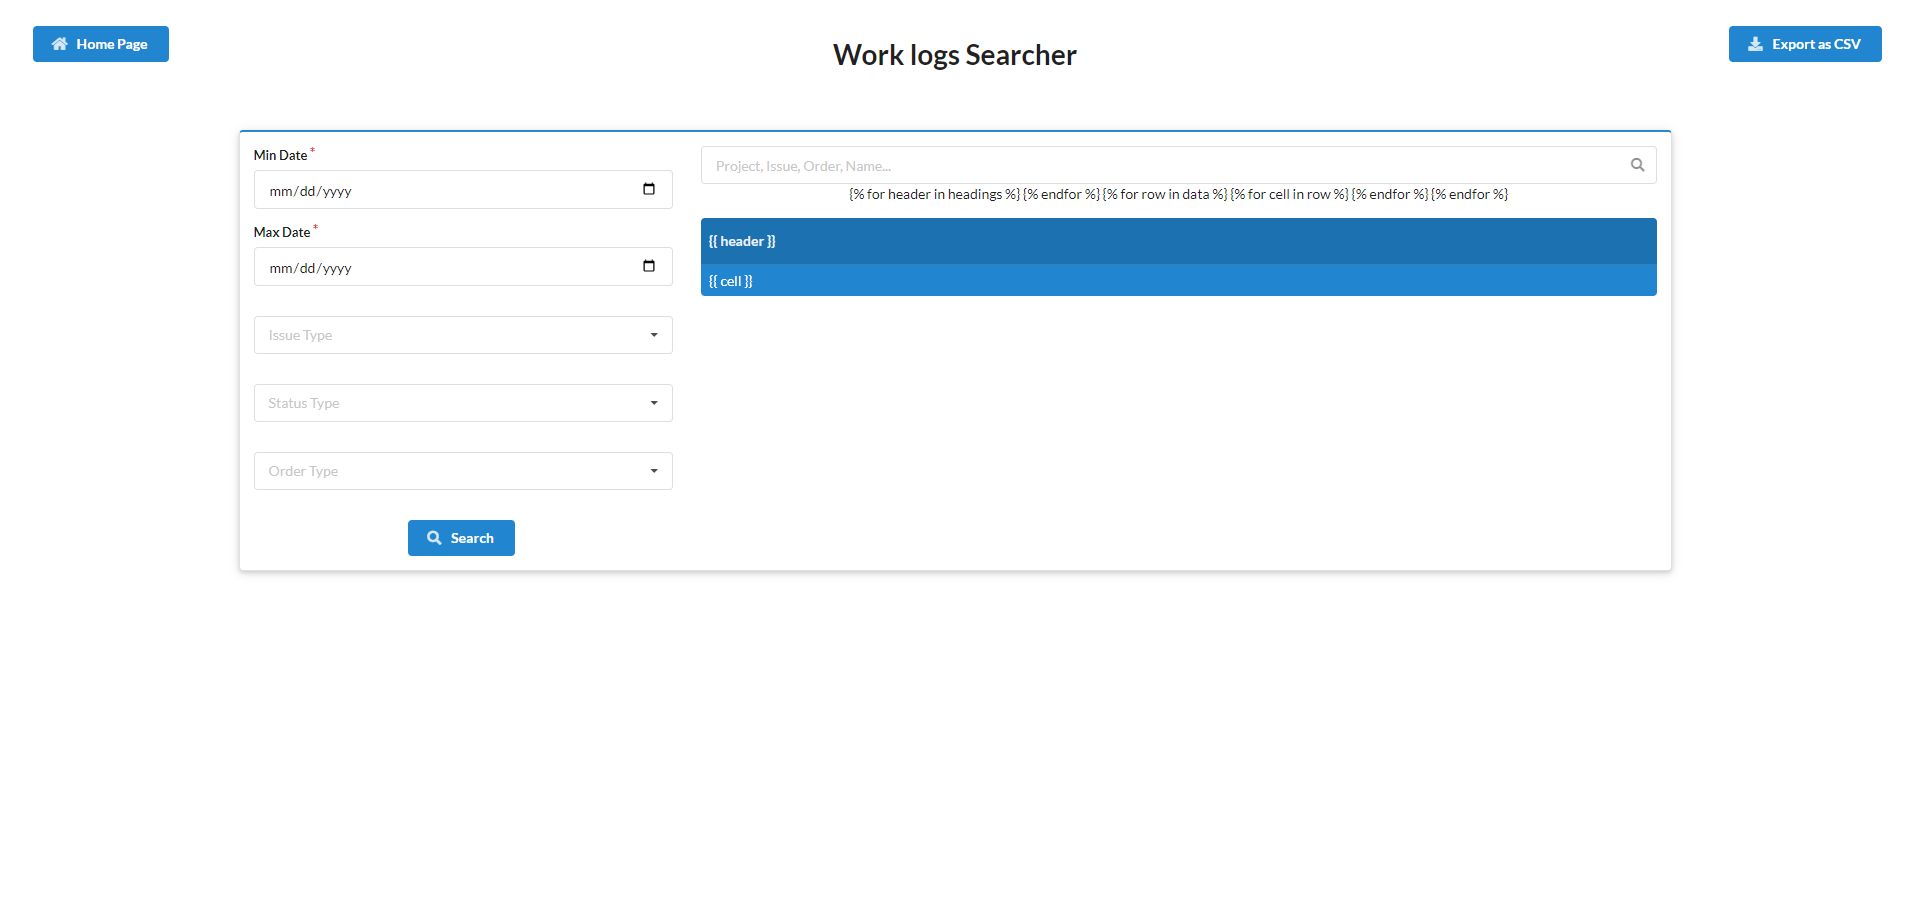 Home Page
Work logs Searcher
Export as CSV
Min Date *
mm/dd/yyyy
Max Date *
mm/dd/yyyy
Issue Type
Status Type
Order Type
Search
Project, Issue, Order, Name...
{% for header in headings %} {% endfor %} {% for row in data %} {% for cell in row %} {% endfor %} {% endfor %}
{{ header }}
{{ cell }}